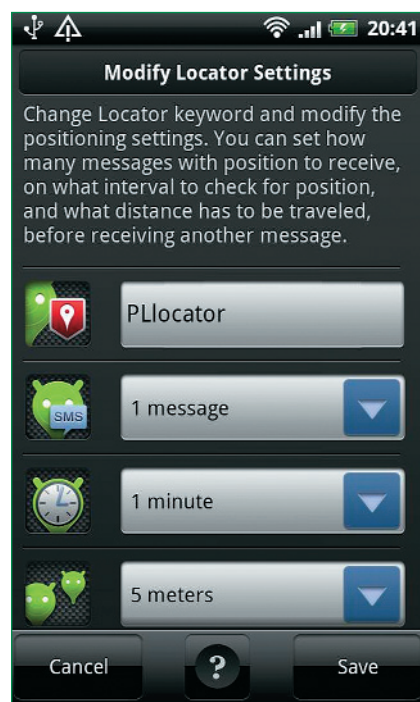 20:41
Modify Locator Settings
Change Locator keyword and modify the
positioning settings. You can set how
many messages with position to receive,
on what interval to check for position,
and what distance has to be traveled,
before receiving another message.
PLlocator
SMS
1 message
1 minute
5 meters
Cancel
?
Save